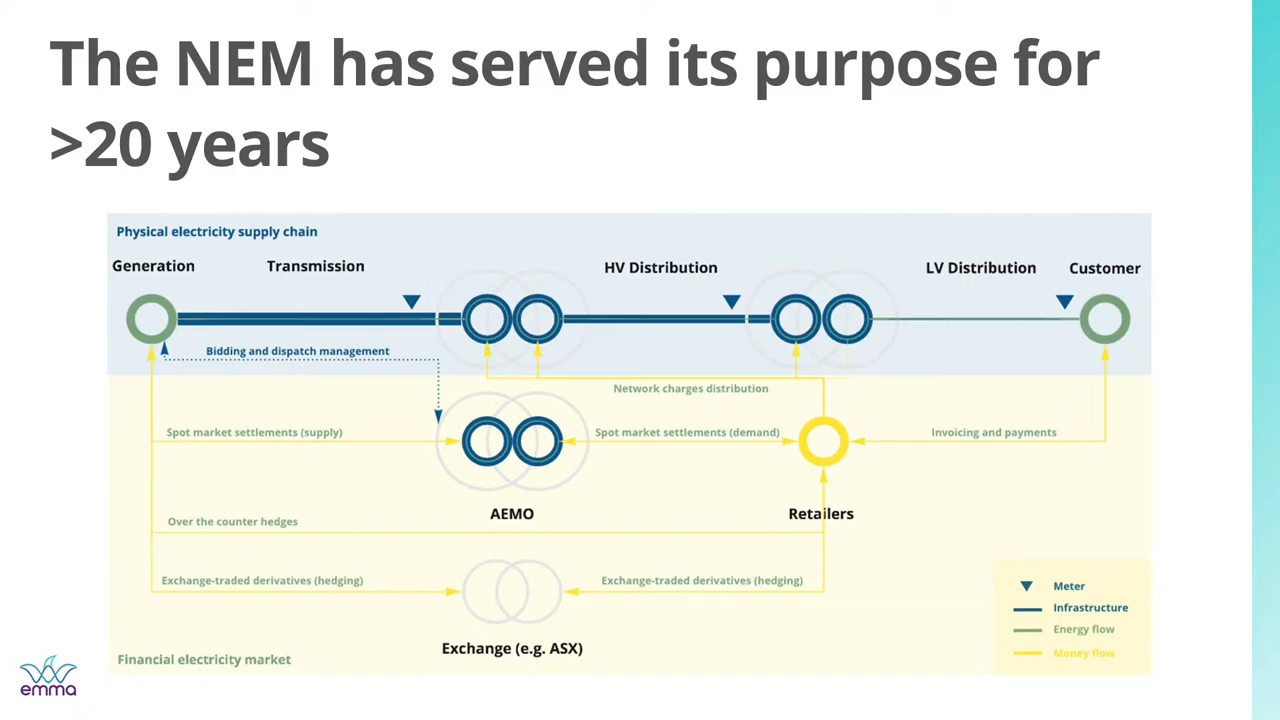 The NEM has served its purpose for
>20 years
Physical electricity supply chain
Generation
Transmission
HV Distribution
LV Distribution
Customer
Bidding and dispatch management
Network charges distribution
Spot market settlements (supply)
Spot market settlements (demand)
Invoicing and payments
AEMO
Retailers
Over the counter hedges
Exchange-traded derivatives (hedging)
Exchange-traded derivatives (hedging)
Exchange (e.g. ASX)
Meter
Infrastructure
Energy flow
Money flow
Financial electricity market
emma